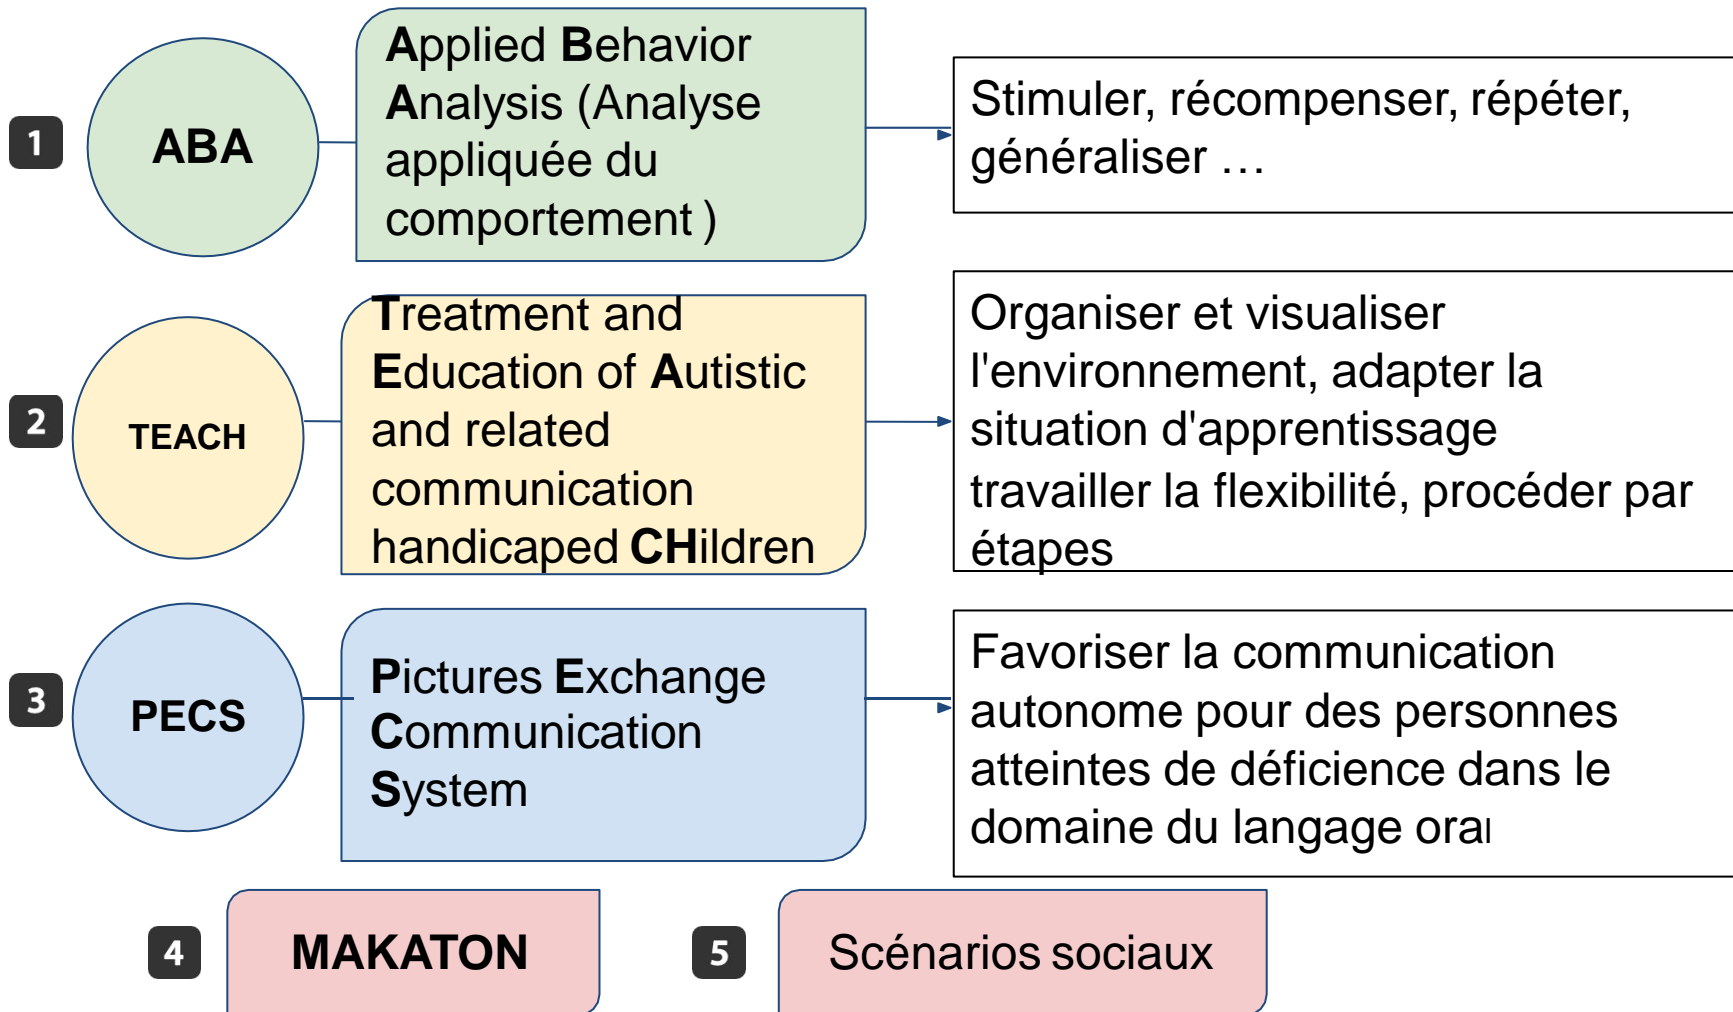 1
ABA
Applied Behavior
Analysis (Analyse
appliquée du
comportement )
Stimuler, récompenser, répéter,
généraliser …
2
TEACH
Treatment and
Education of Autistic
and related
communication
handicaped CHildren
Organiser et visualiser
l'environnement, adapter la
situation d'apprentissage
travailler la flexibilité, procéder par
étapes
3
PECS
Pictures Exchange
Communication
System
Favoriser la communication
autonome pour des personnes
atteintes de déficience dans le
domaine du langage oral
4
MAKATON
5
Scénarios sociaux